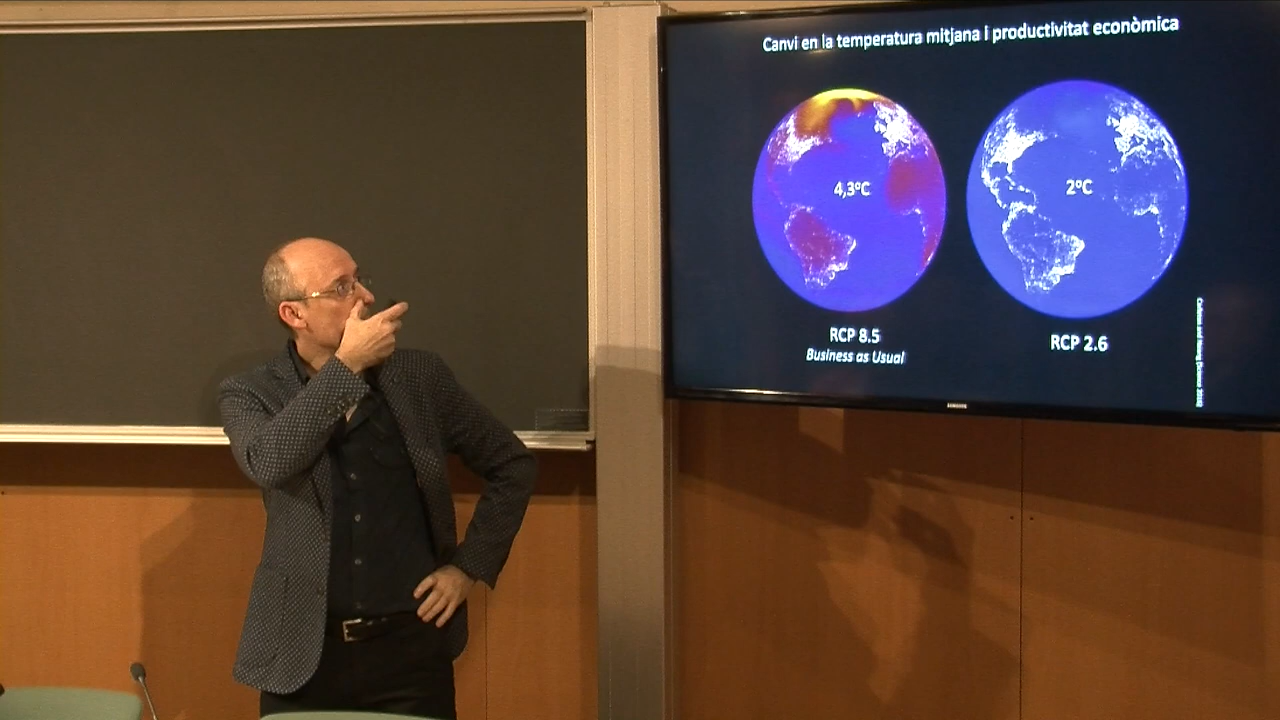 Canvi en la temperatura mitjana i productivitat econòmica
4,3ºC
2ºC
RCP 8.5
Business as Usual
RCP 2.6
SAMSUNG